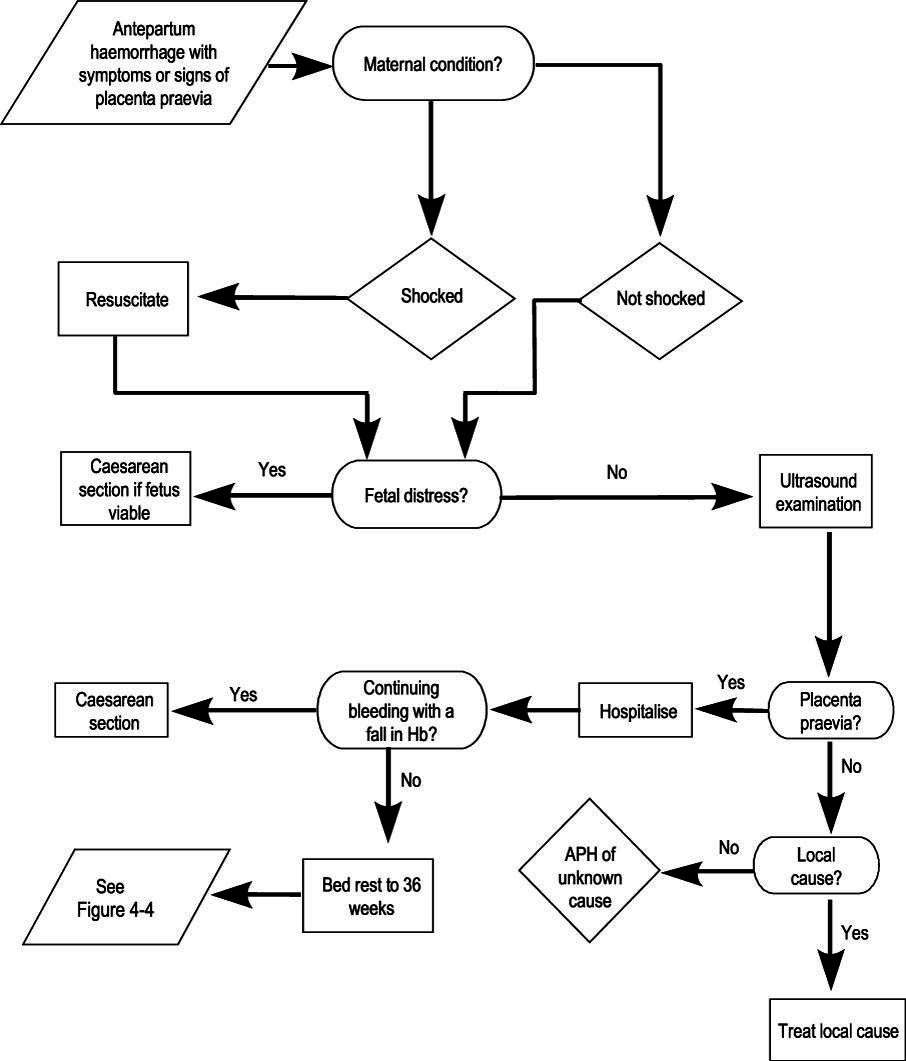 Antepartum
haemorrhage with
symptoms or signs of
placenta praevia
Maternal condition?
Shocked
Not shocked
Resuscitate
Caesarean
section if fetus
viable
Yes
Fetal distress?
No
Ultrasound
examination
Caesarean
section
Yes
Continuing
bleeding with a
fall in Hb?
Hospitalise
Yes
Placenta
praevia?
No
No
See
Figure 4-4
Bed rest to 36
weeks
APH of
unknown
cause
No
Local
cause?
Yes
Treat local cause